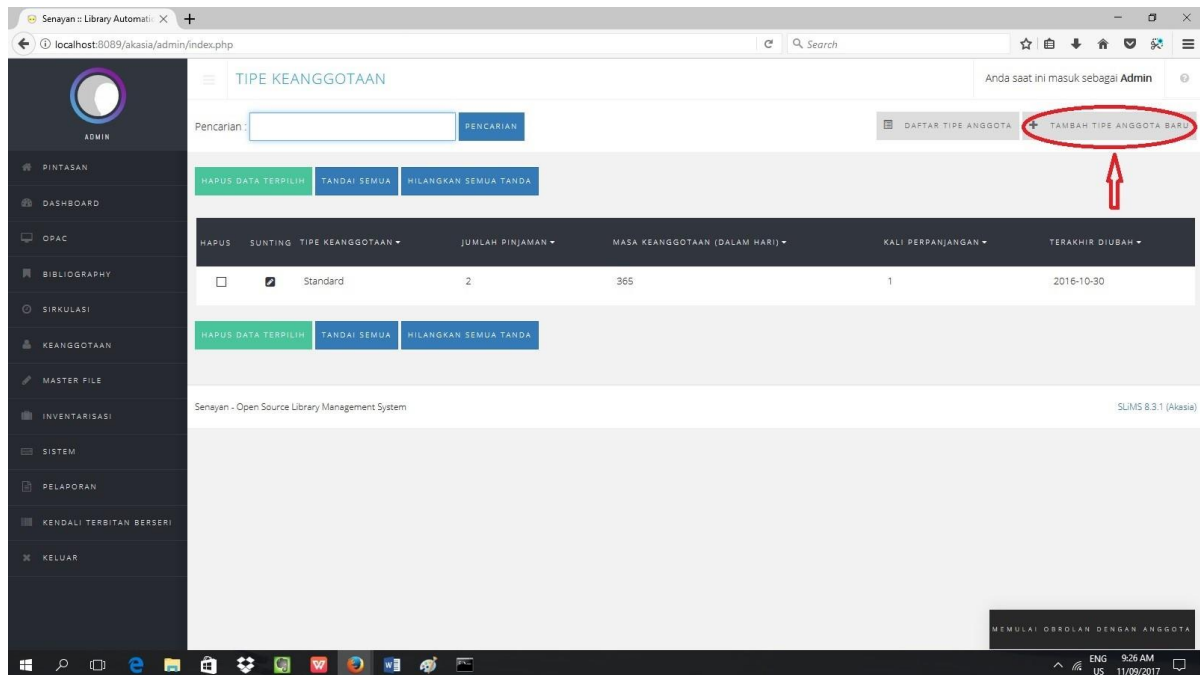 Senayan :: Library Automatic
localhost:8089/akasia/admin/index.php
Search
ADMIN
TIPE KEANGGOTAAN
Anda saat ini masuk sebagai Admin
Pencarian :
PENCARIAN
DAFTAR TIPE ANGGOTA
+ TAMBAH TIPE ANGGOTA BARU
PINTASAN
DASHBOARD
OPAC
BIBLIOGRAPHY
SIRKULASI
KEANGGOTAAN
MASTER FILE
INVENTARISASI
SISTEM
PELAPORAN
KENDALI TERBITAN BERSERI
KELUAR
HAPUS DATA TERPILIH TANDAI SEMUA HILANGKAN SEMUA TANDA
HAPUS SUNTING TIPE KEANGGOTAAN JUMLAH PINJAMAN MASA KEANGGOTAAN (DALAM HARI) KALI PERPANJANGAN TERAKHIR DIUBAH
Standard 2 365 1 2016-10-30
HAPUS DATA TERPILIH TANDAI SEMUA HILANGKAN SEMUA TANDA
Senayan - Open Source Library Management System
SLiMS 8.3.1 (Akasia)
MEMULAI OBROLAN DENGAN ANGGOTA
ENG 9:26 AM
US 11/09/2017